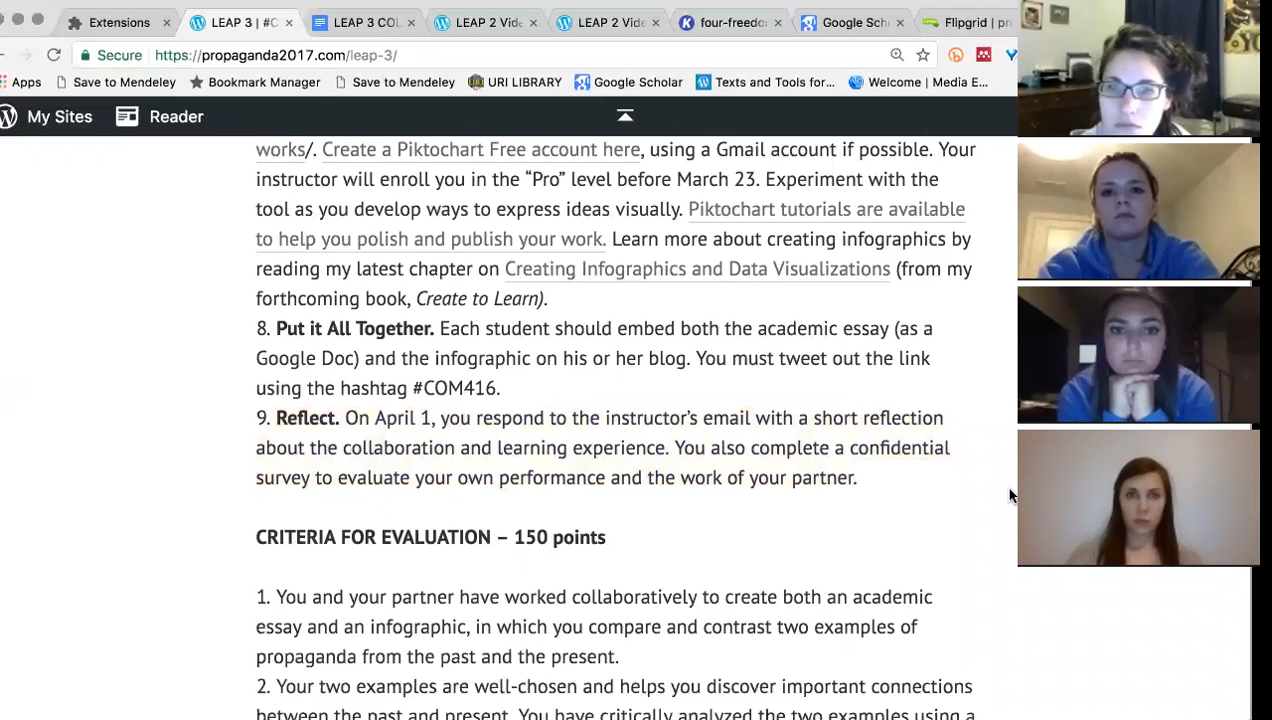 Extensions
LEAP 3 | #C
LEAP 3 COL
LEAP 2 Vide
LEAP 2 Vide
four-freedo
Google Sch
Flipgrid | pr
Secure https://propaganda2017.com/leap-3/
Apps Save to Mendeley Bookmark Manager Save to Mendeley URI LIBRARY Google Scholar Texts and Tools for... Welcome | Media E...
My Sites Reader
works/. Create a Piktochart Free account here, using a Gmail account if possible. Your
instructor will enroll you in the “Pro” level before March 23. Experiment with the
tool as you develop ways to express ideas visually. Piktochart tutorials are available
to help you polish and publish your work. Learn more about creating infographics by
reading my latest chapter on Creating Infographics and Data Visualizations (from my
forthcoming book, Create to Learn).
8. Put it All Together. Each student should embed both the academic essay (as a
Google Doc) and the infographic on his or her blog. You must tweet out the link
using the hashtag #COM416.
9. Reflect. On April 1, you respond to the instructor’s email with a short reflection
about the collaboration and learning experience. You also complete a confidential
survey to evaluate your own performance and the work of your partner.
CRITERIA FOR EVALUATION – 150 points
1. You and your partner have worked collaboratively to create both an academic
essay and an infographic, in which you compare and contrast two examples of
propaganda from the past and the present.
2. Your two examples are well-chosen and helps you discover important connections
between the past and present. You have critically analyzed the two examples using a